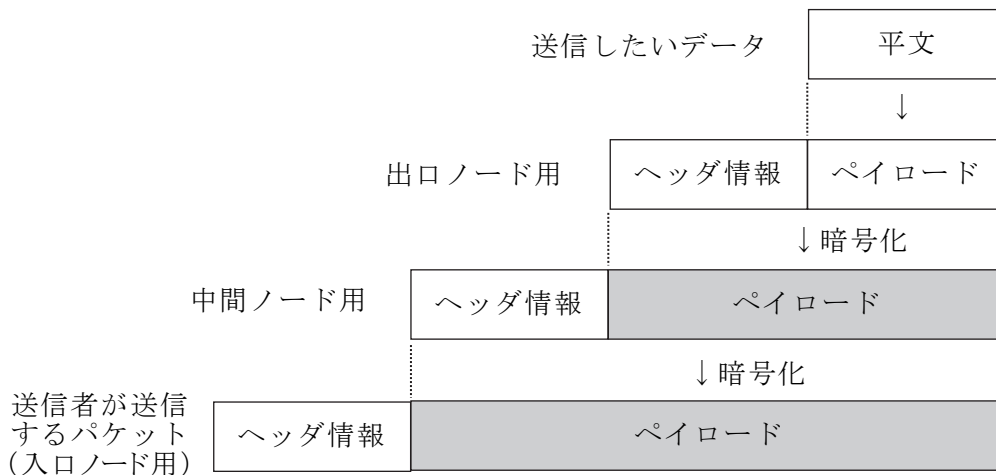 送信したいデータ
平文
↓
出口ノード用
ヘッダ情報
ペイロード
↓暗号化
中間ノード用
ヘッダ情報
ペイロード
↓暗号化
送信者が送信
するパケット
(入口ノード用)
ヘッダ情報
ペイロード